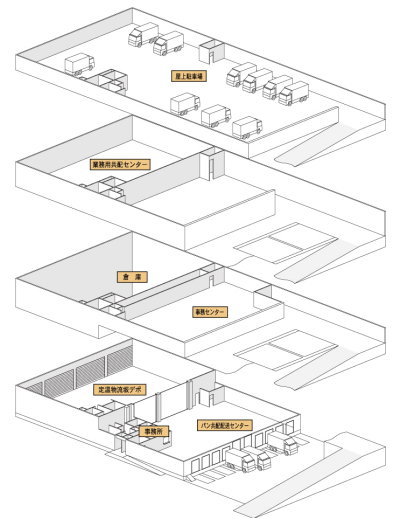 屋上駐車場
業務用共配センター
倉庫
事務センター
定温物流阪デポ
事務所
パン共配配送センター